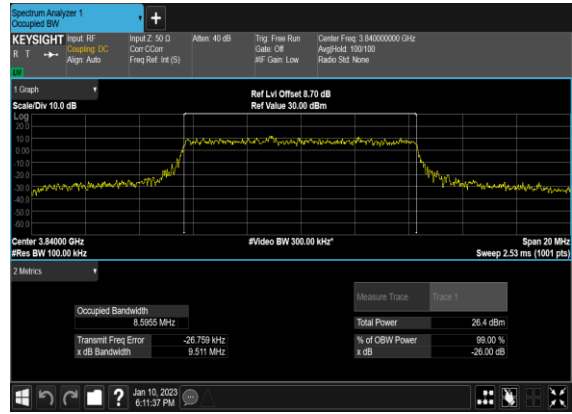 Spectrum Analyzer 1
Occupied BW
+
KEYSIGHT Input: RF Input Z: 50 Ω Atten: 40 dB Trig: Free Run Center Freq: 3.840000000 GHz
R T Coupling: DC Corr CCorr Gate: Off Avg|Hold: 100/100
Align: Auto Freq Ref: Int (S) #IF Gain: Low Radio Std: None
LW
1 Graph
Ref Lvl Offset 8.70 dB
Scale/Div 10.0 dB Ref Value 30.00 dBm
Log
20.0
10.0
0.00
-10.0
-20.0
-30.0
-40.0
-50.0
-60.0
Center 3.84000 GHz #Video BW 300.00 kHz* Span 20 MHz
#Res BW 100.00 kHz Sweep 2.53 ms (1001 pts)
2 Metrics
Measure Trace Trace 1
Occupied Bandwidth
8.5955 MHz Total Power 26.4 dBm
Transmit Freq Error -26.759 kHz % of OBW Power 99.00 %
x dB Bandwidth 9.511 MHz x dB -26.00 dB
? Jan 10, 2023
6:11:37 PM